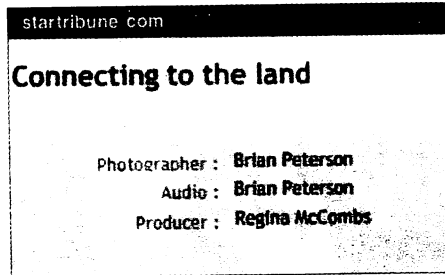 startribune com
Connecting to the land
Photographer : Brian Peterson
Audio : Brian Peterson
Producer : Regina McCombs